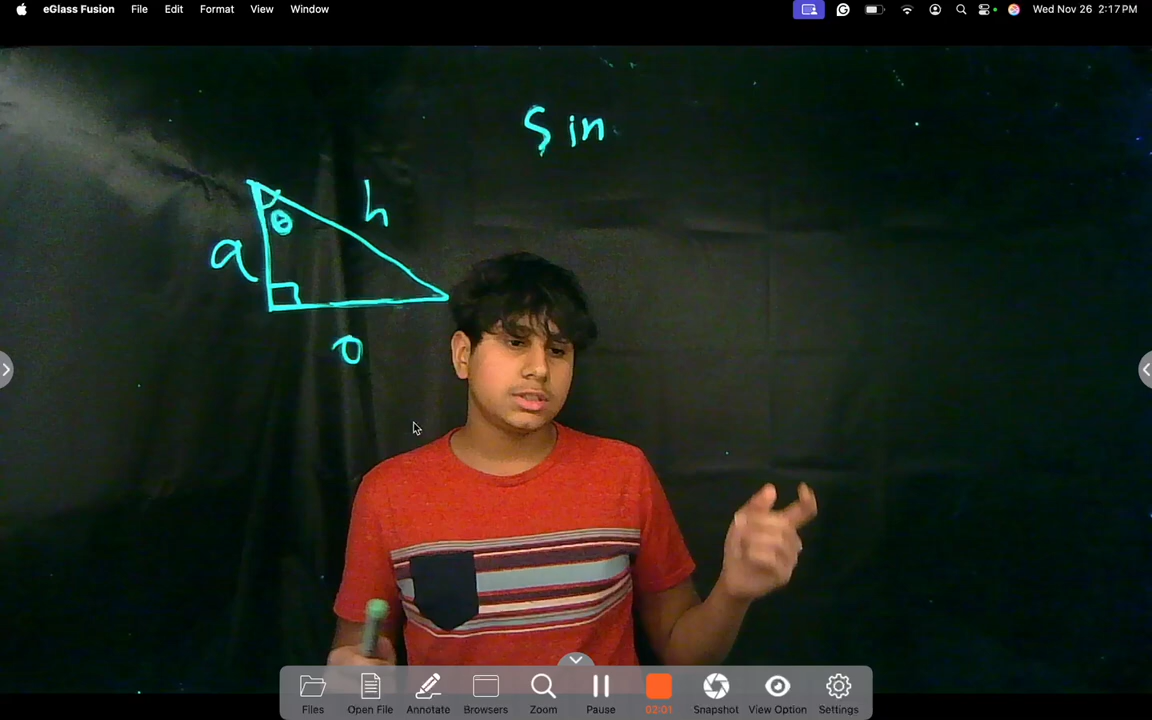 eGlass Fusion File Edit Format View Window Wed Nov 26 2:17 PM
Sin
h
θ
a
o
Files Open File Annotate Browsers Zoom Pause 02:01 Snapshot View Option Settings